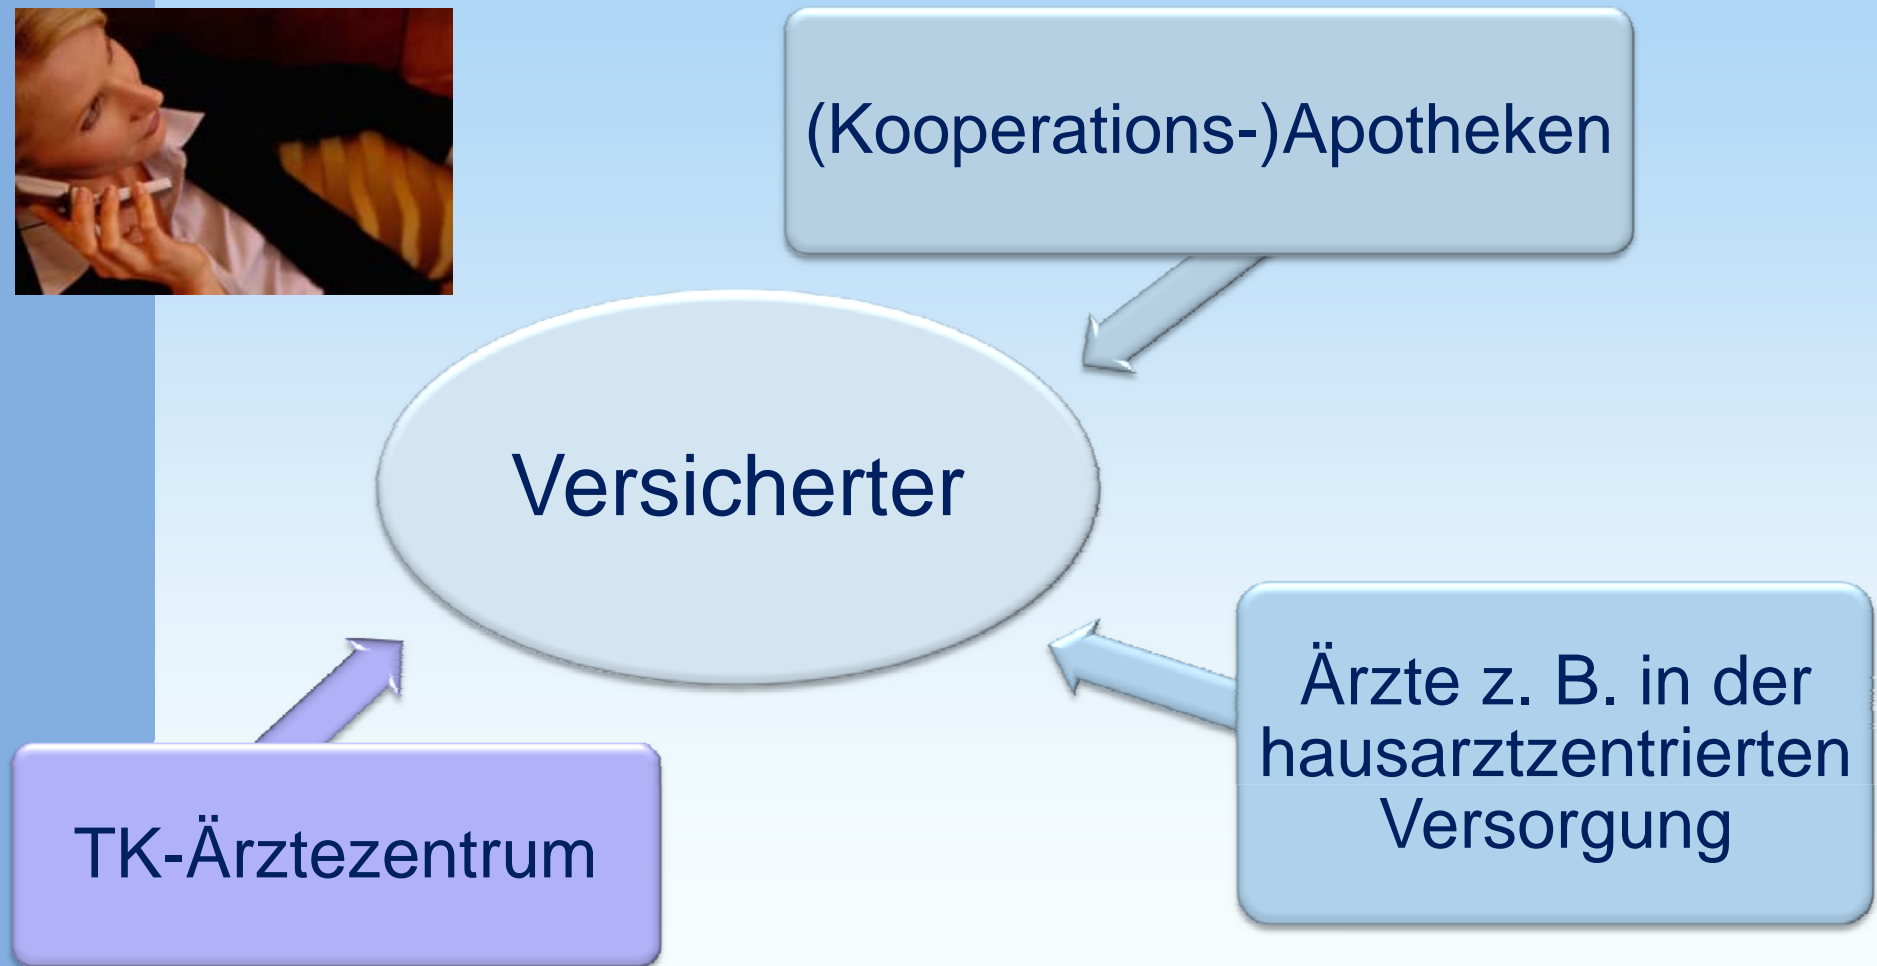 (Kooperations-)Apotheken
Versicherter
Ärzte z. B. in der
hausarztzentrierten
Versorgung
TK-Ärztezentrum